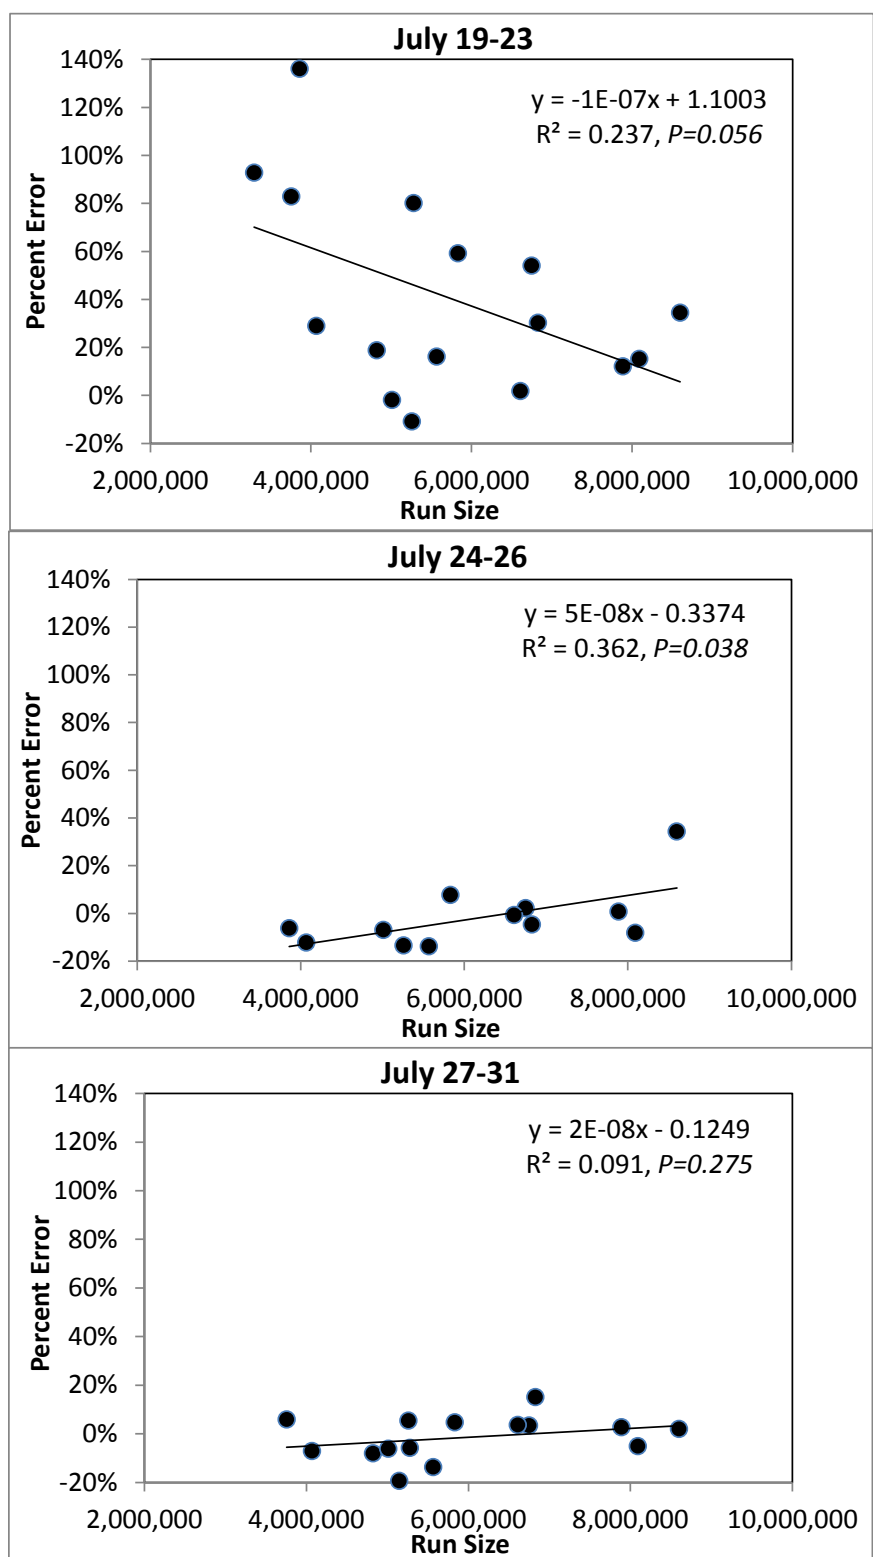 July 19-23
140%
120%
100%
80%
60%
40%
20%
0%
-20%
Percent Error
y = -1E-07x + 1.1003
R² = 0.237, P=0.056
2,000,000 4,000,000 6,000,000 8,000,000 10,000,000
Run Size
July 24-26
140%
120%
100%
80%
60%
40%
20%
0%
-20%
Percent Error
y = 5E-08x - 0.3374
R² = 0.362, P=0.038
2,000,000 4,000,000 6,000,000 8,000,000 10,000,000
Run Size
July 27-31
140%
120%
100%
80%
60%
40%
20%
0%
-20%
Percent Error
y = 2E-08x - 0.1249
R² = 0.091, P=0.275
2,000,000 4,000,000 6,000,000 8,000,000 10,000,000
Run Size